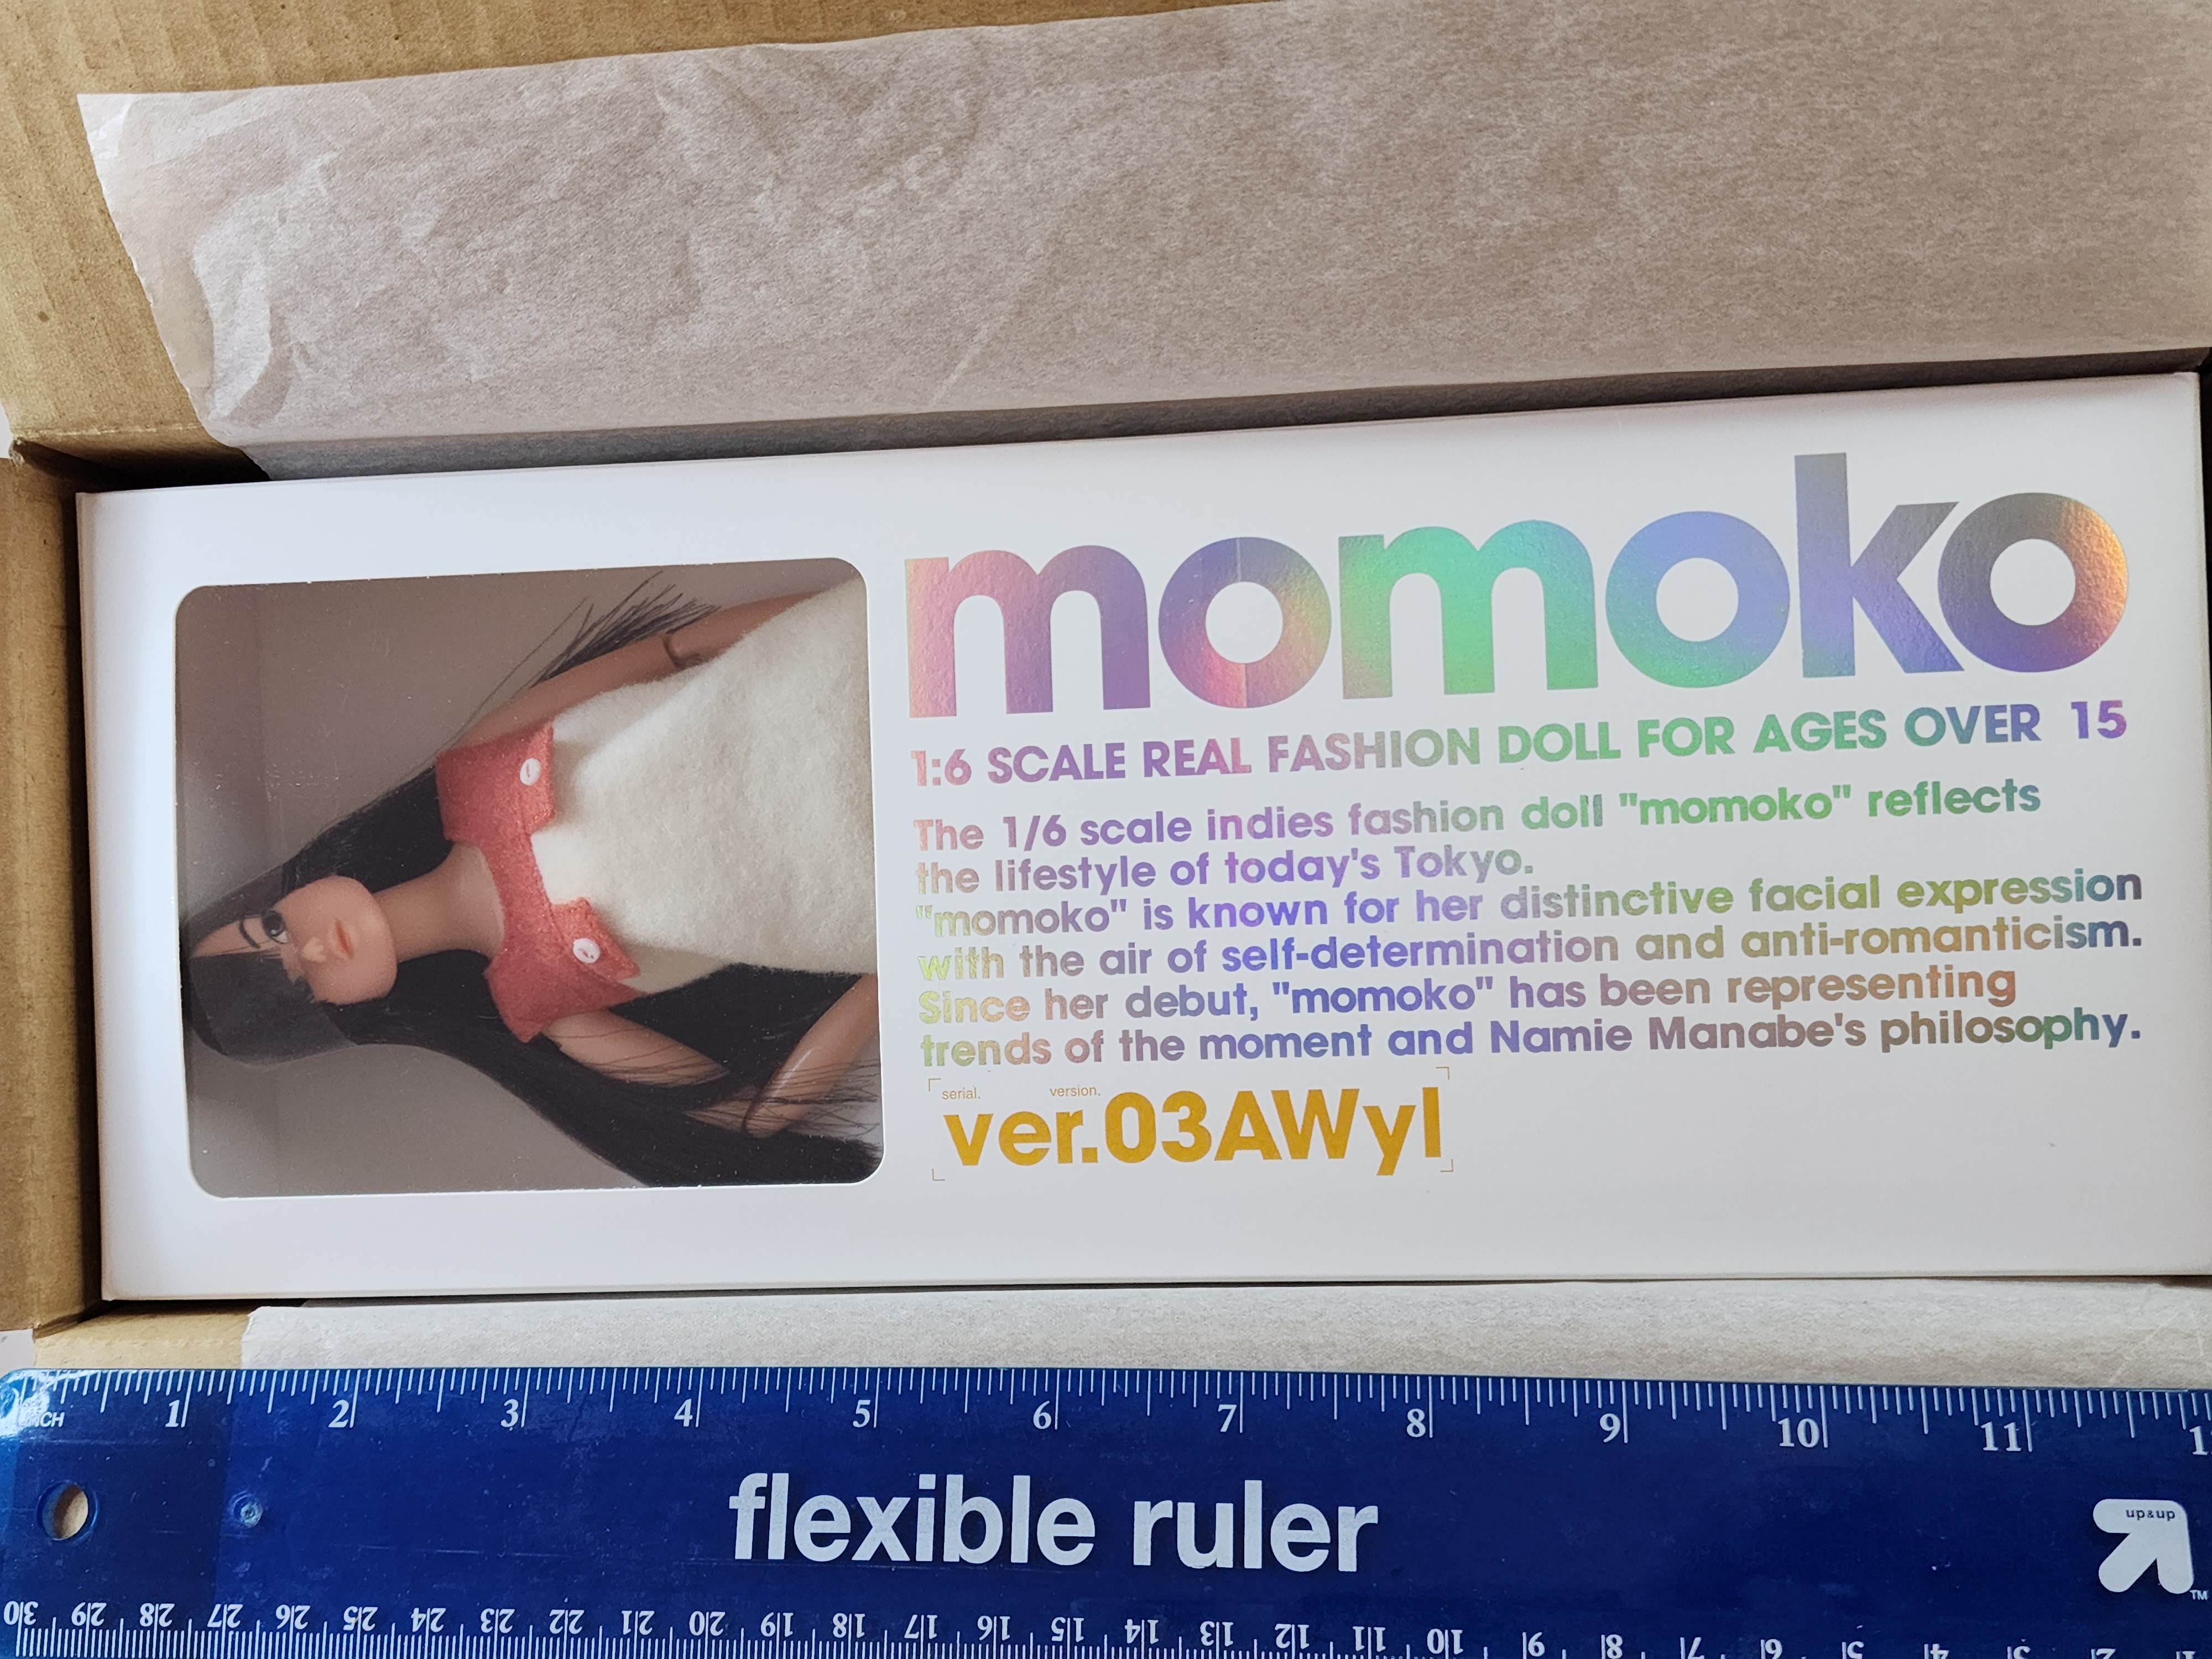 momoko
1:6 SCALE REAL FASHION DOLL FOR AGES OVER 15
The 1/6 scale indies fashion doll "momoko" reflects
the lifestyle of today's Tokyo.
"momoko" is known for her distinctive facial expression
with the air of self-determination and anti-romanticism.
Since her debut, "momoko" has been representing
trends of the moment and Namie Manabe's philosophy.
serial. version.
ver.03AWyl
INCH 1 2 3 4 5 6 7 8 9 10 11 1
flexible ruler
up&up
TM
30 29 28 27 26 25 24 23 22 21 20 19 18 17 16 15 14 13 12 11 10 9 8 7 6 5 4 3 2 1